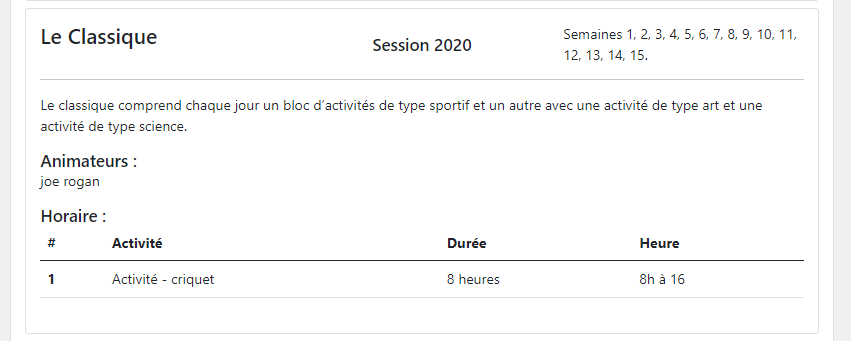 Le Classique
Session 2020
Semaines 1, 2, 3, 4, 5, 6, 7, 8, 9, 10, 11,
12, 13, 14, 15.
Le classique comprend chaque jour un bloc d'activités de type sportif et un autre avec une activité de type art et une
activité de type science.
Animateurs :
joe rogan
Horaire :
# Activité Durée Heure
1 Activité - criquet 8 heures 8h à 16